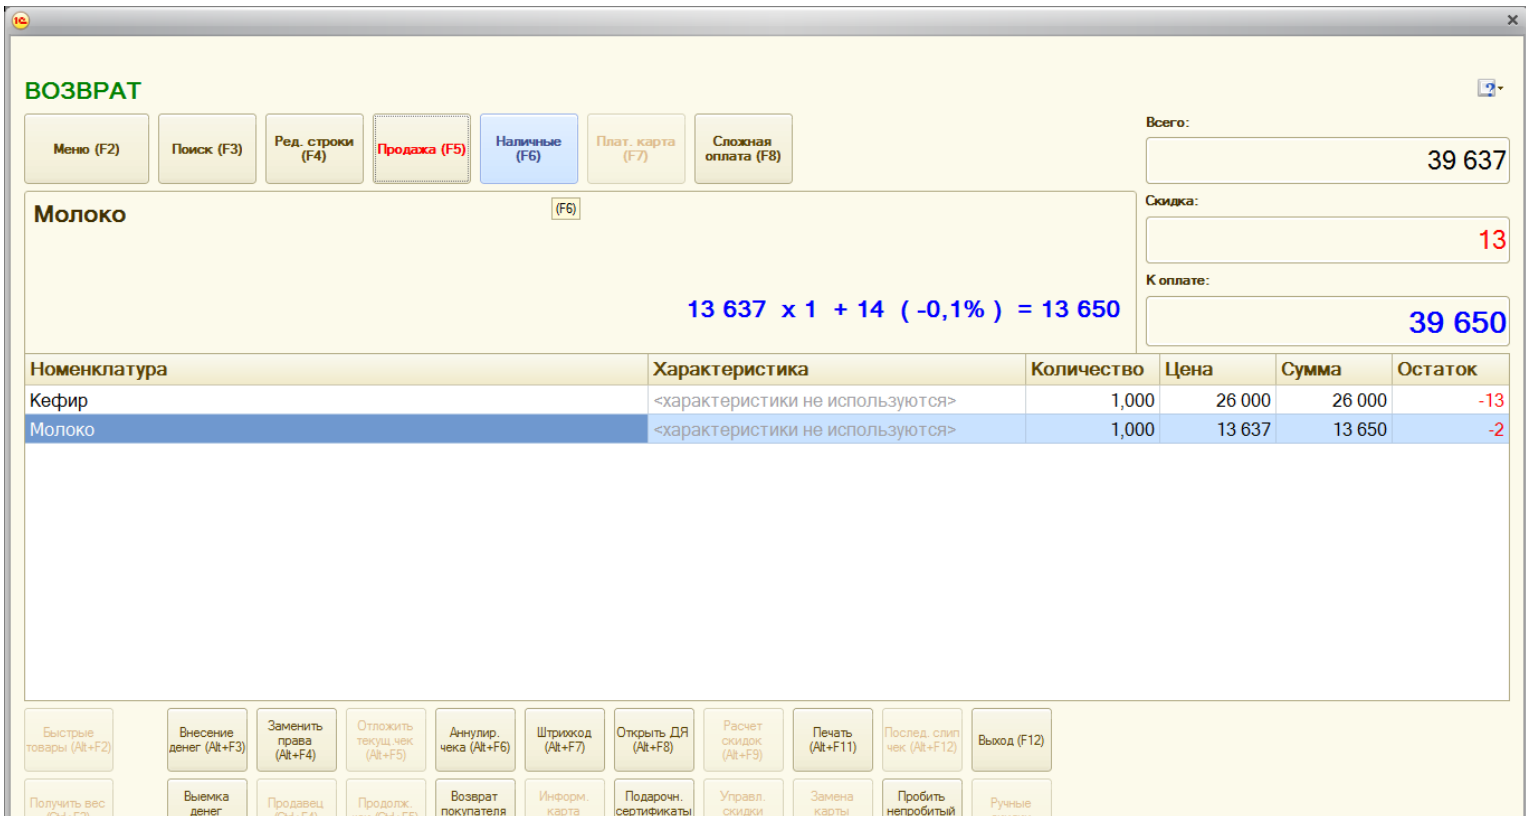 ВОЗВРАТ
Меню (F2)
Поиск (F3)
Ред. строки
(F4)
Продажа (F5)
Наличные
(F6)
Плат. карта
(F7)
Сложная
оплата (F8)
Всего:
39 637
Молоко
(F6)
Скидка:
13
К оплате:
13 637 x 1 + 14 ( -0,1% ) = 13 650
39 650
Номенклатура Характеристика Количество Цена Сумма Остаток
Кефир <характеристики не используются> 1,000 26 000 26 000 -13
Молоко <характеристики не используются> 1,000 13 637 13 650 -2
Быстрые
товары (Alt+F2)
Внесение
денег (Alt+F3)
Заменить
права
(Alt+F4)
Отложить
текущ.чек
(Alt+F5)
Аннулир.
чека (Alt+F6)
Штрихкод
(Alt+F7)
Открыть ДЯ
(Alt+F8)
Расчет
скидок
(Alt+F9)
Печать
(Alt+F11)
Послед. слип
чек (Alt+F12)
Выход (F12)
Получить вес
Выемка
денег
Продавец
Продолж.
Возврат
покупателя
Информ.
карта
Подарочн.
сертификаты
Управл.
скидки
Замена
карты
Пробить
непробитый
Ручные